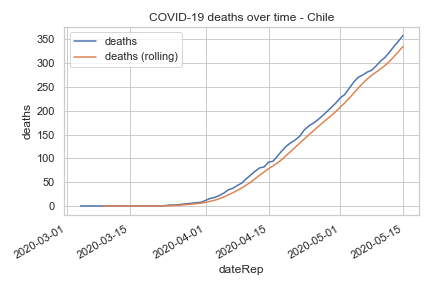 COVID-19 deaths over time - Chile
deaths
deaths (rolling)
350
300
250
200
150
100
50
0
deaths
2020-03-01
2020-03-15
2020-04-01
2020-04-15
2020-05-01
2020-05-15
dateRep